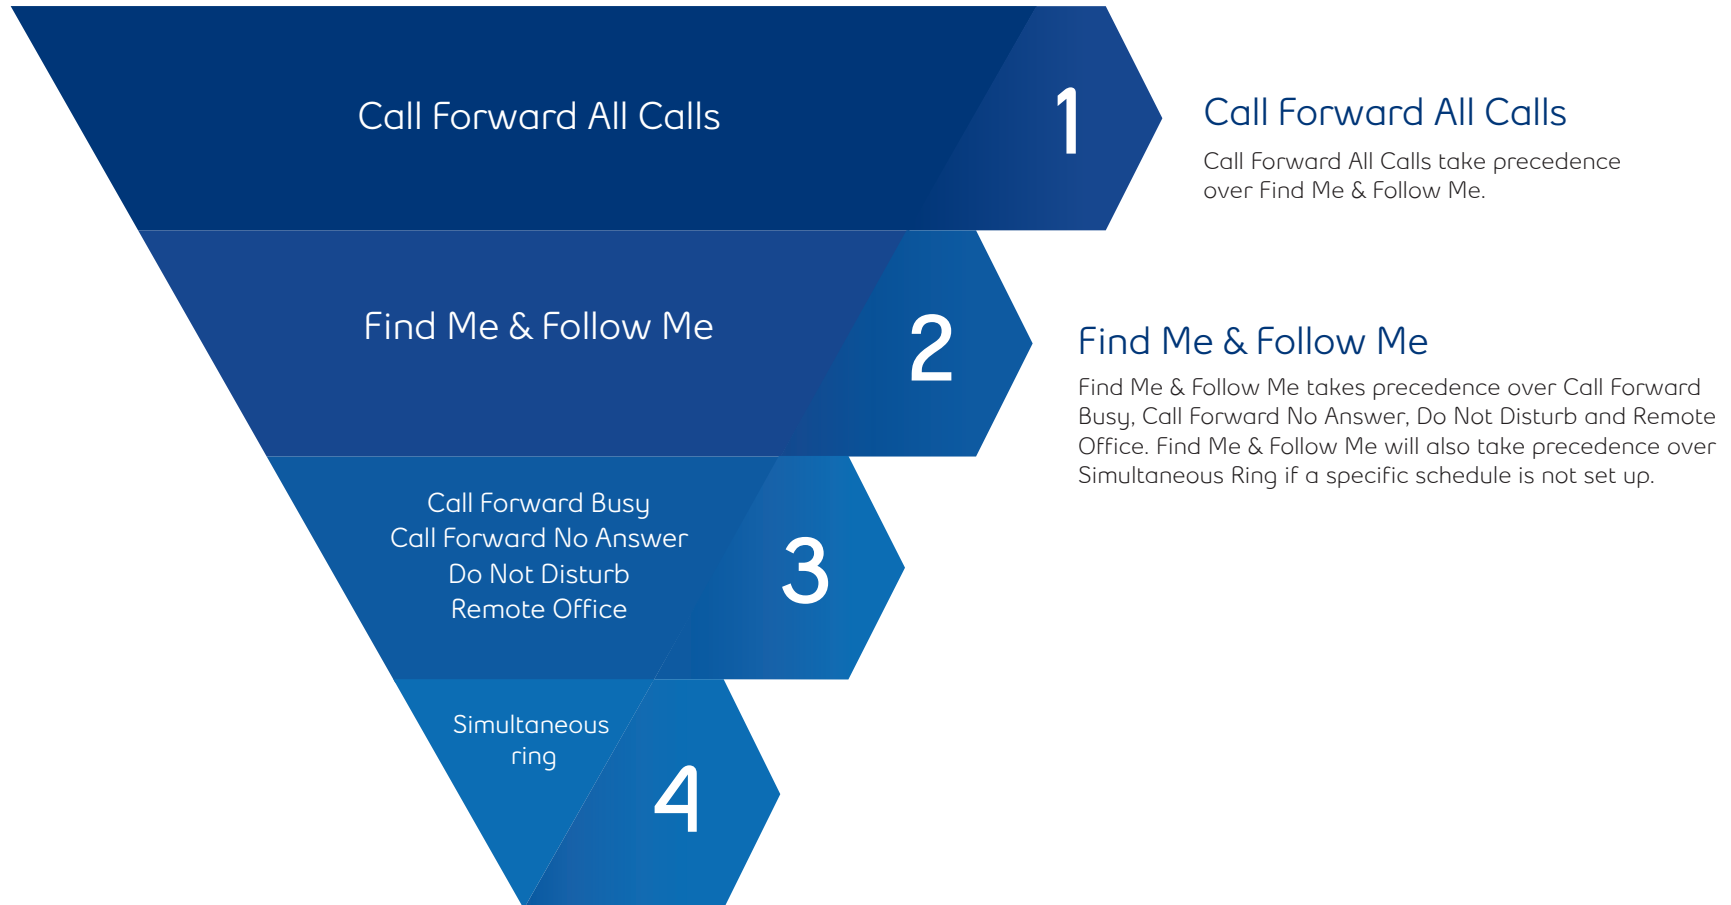 Call Forward All Calls
1
Call Forward All Calls
Call Forward All Calls take precedence
over Find Me & Follow Me.
Find Me & Follow Me
2
Find Me & Follow Me
Find Me & Follow Me takes precedence over Call Forward
Busy, Call Forward No Answer, Do Not Disturb and Remote
Office. Find Me & Follow Me will also take precedence over
Simultaneous Ring if a specific schedule is not set up.
Call Forward Busy
Call Forward No Answer
Do Not Disturb
Remote Office
3
Simultaneous
ring
4